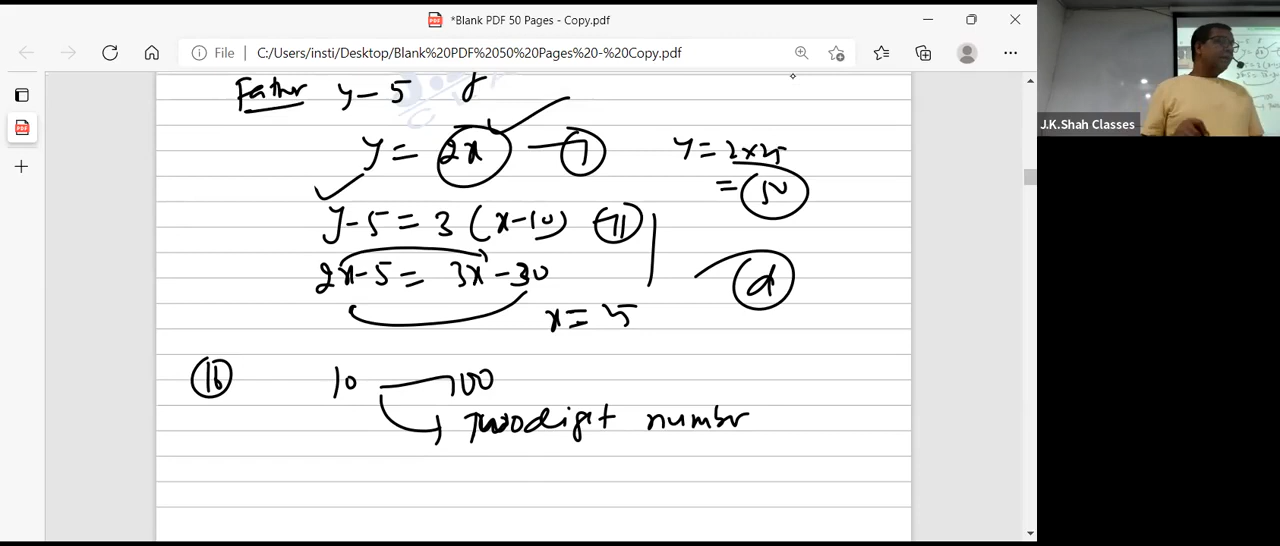 *Blank PDF 50 Pages - Copy.pdf
File C:/Users/insti/Desktop/Blank%20PDF%2050%20Pages%20-%20Copy.pdf
J.K.Shah Classes
Father y-5
y = 2x — I
y = 2×25
= 50
y-5 = 3 (x-10) II
2x-5 = 3x-30
d
x = 25
16 10 — 100
Two digit number